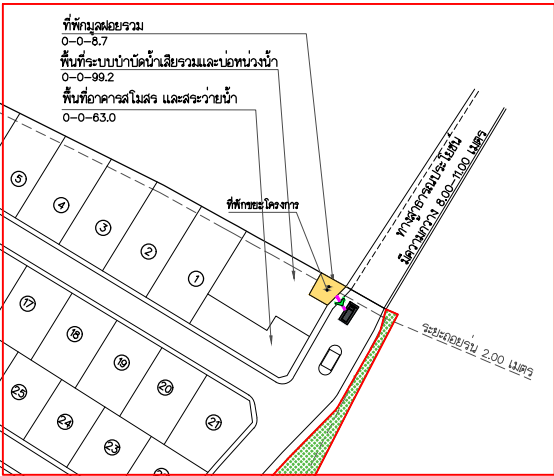 ที่พักมูลฝอยรวม
0-0-8.7
พื้นที่ระบบบำบัดน้ำเสียรวมและบ่อหน่วงน้ำ
0-0-99.2
พื้นที่อาคารสโมสร และสระว่ายน้ำ
0-0-63.0
ที่พักขยะโครงการ
ทางสาธารณประโยชน์
มีความกว้าง 8.00-11.00 เมตร
ระยะถอยร่น 2.00 เมตร
5
4
3
2
1
17
18
19
20
21
25
24
23